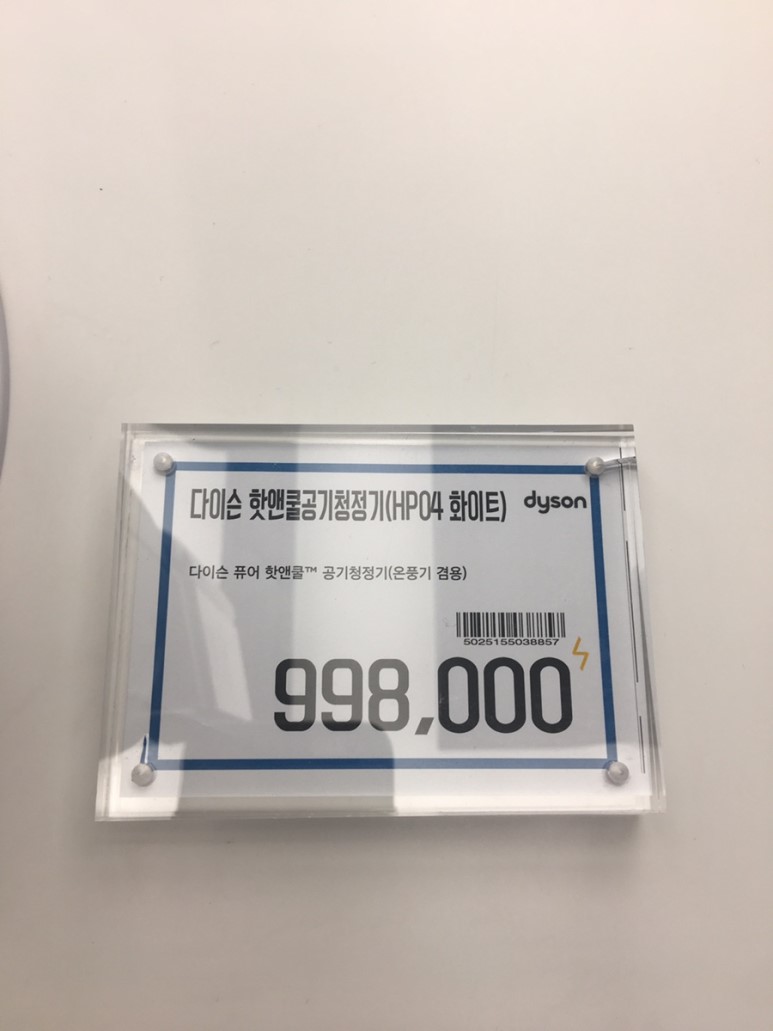 다이슨 핫앤쿨공기청정기(HP04 화이트) dyson
다이슨 퓨어 핫앤쿨™ 공기청정기(온풍기 겸용)
5025155038857
998,000